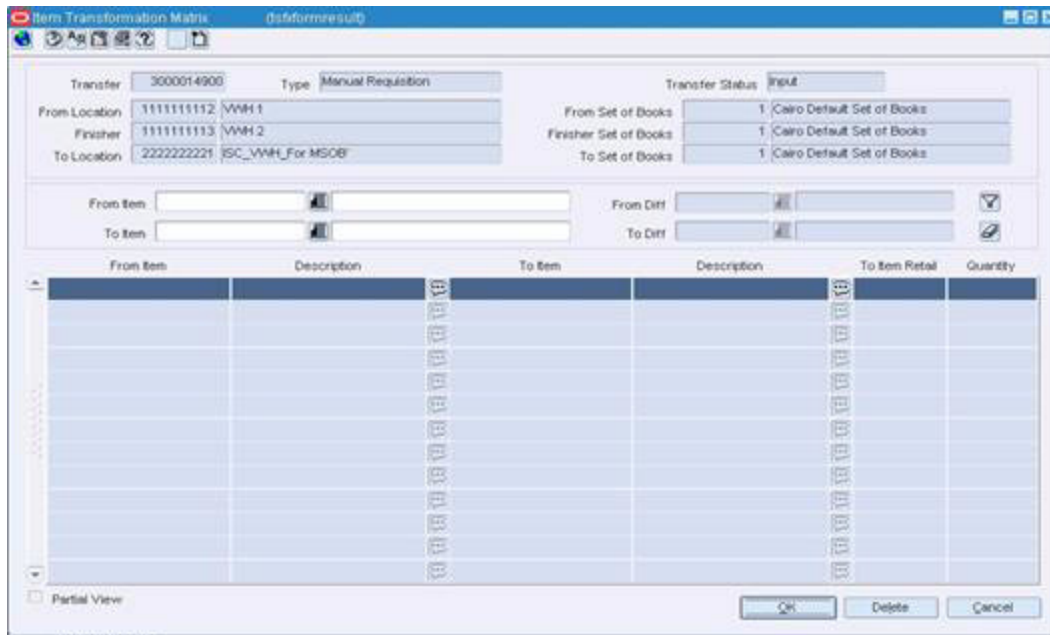 Item Transformation Matrix (tsfxformresult)
Transfer 3000014900 Type Manual Requisition Transfer Status Input
From Location 1111111112 VWH 1 From Set of Books 1 Cairo Default Set of Books
Finisher 1111111113 VWH 2 Finisher Set of Books 1 Cairo Default Set of Books
To Location 2222222221 ISC_VWH_For MSOB' To Set of Books 1 Cairo Default Set of Books
From Item From Diff
To Item To Diff
From Item Description To Item Description To Item Retail Quantity
Partial View
OK Delete Cancel